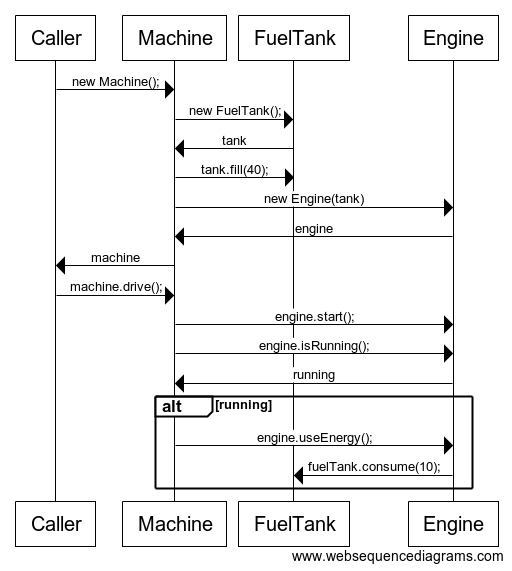 Caller Machine FuelTank Engine
new Machine();
new FuelTank();
tank
tank.fill(40);
new Engine(tank)
engine
machine
machine.drive();
engine.start();
engine.isRunning();
running
alt [running]
engine.useEnergy();
fuelTank.consume(10);
Caller Machine FuelTank Engine
www.websequencediagrams.com